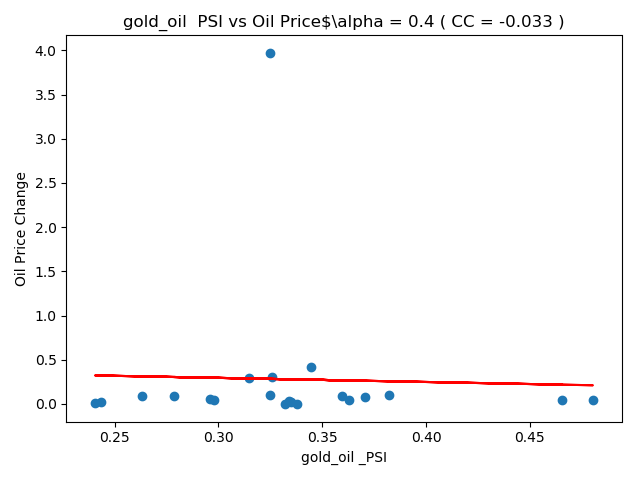 gold_oil  PSI vs Oil Price$\alpha = 0.4 ( CC = -0.033 )
4.0
3.5
3.0
2.5
2.0
1.5
1.0
0.5
0.0
Oil Price Change
0.25 0.30 0.35 0.40 0.45
gold_oil _PSI